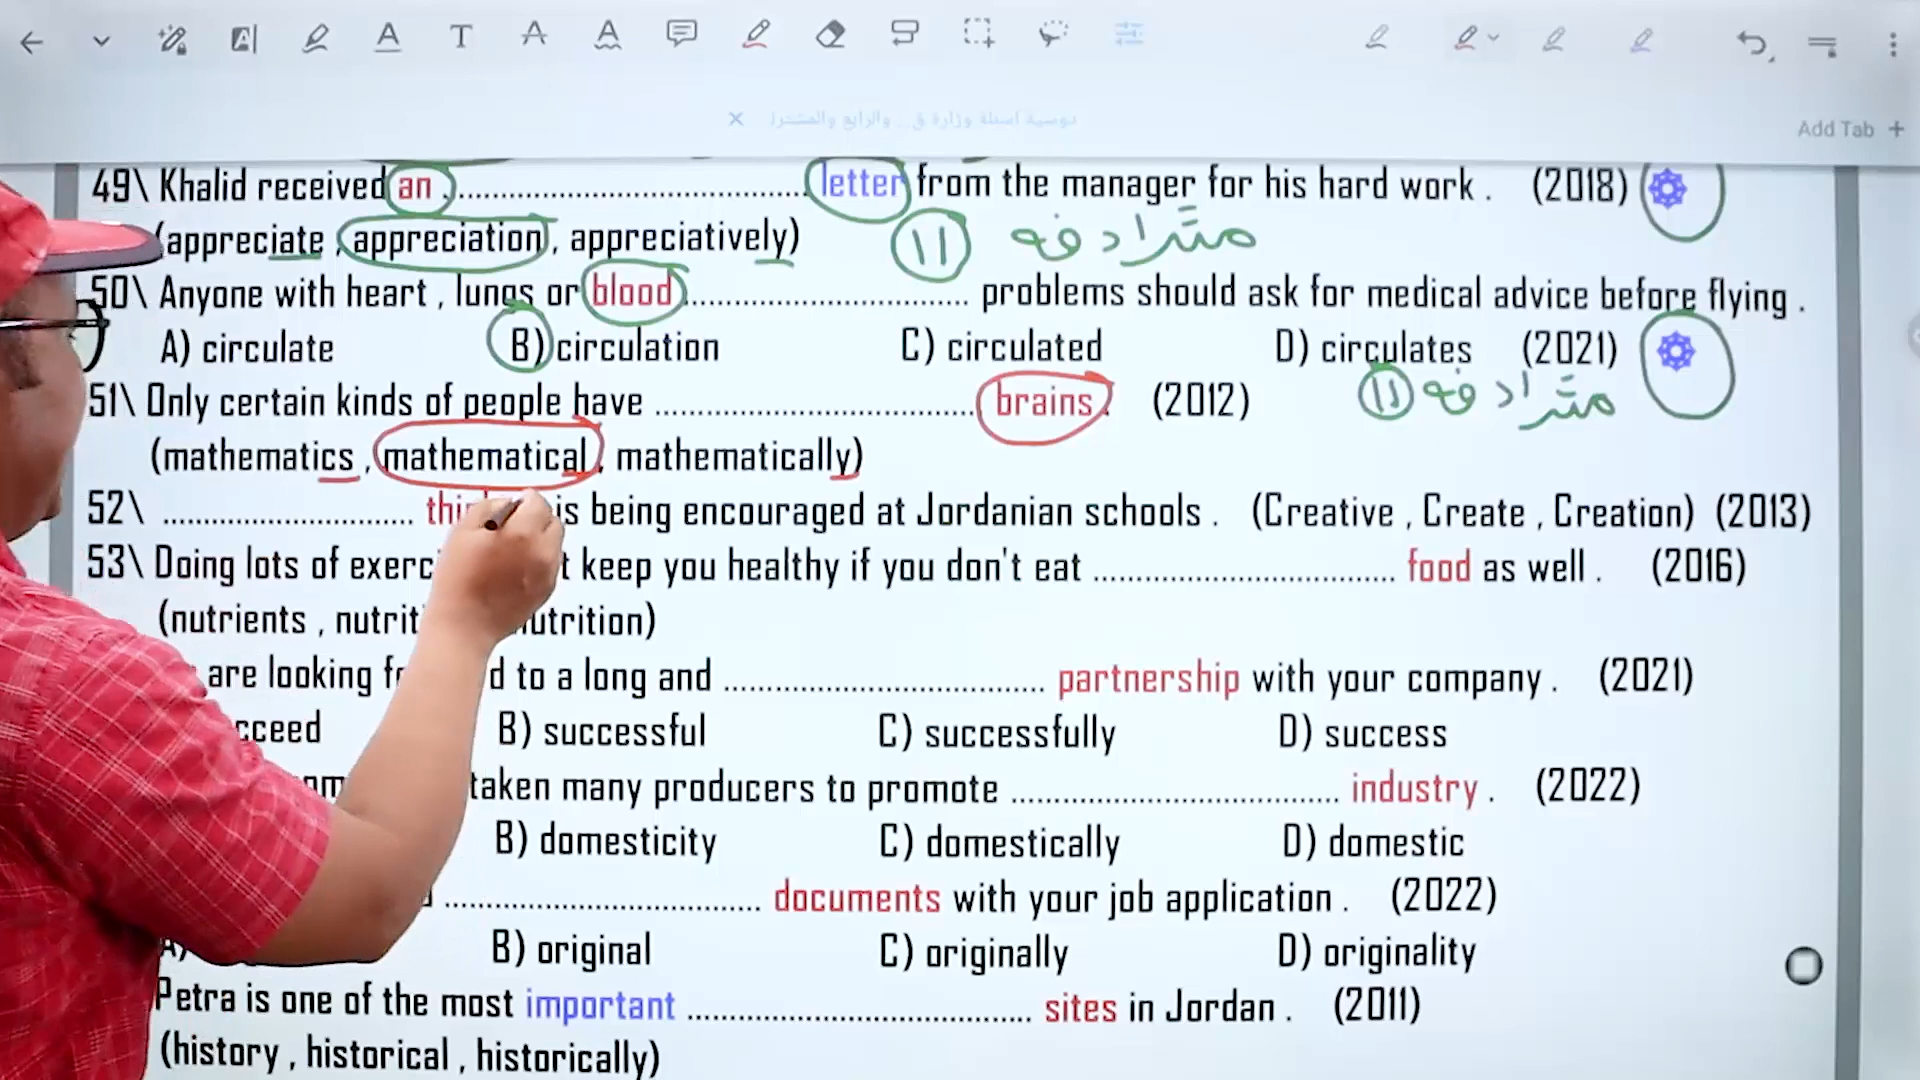 دوسية اسئلة وزارة ق... والرابع والمشترك
Add Tab +
49\ Khalid received an ................ letter from the manager for his hard work . (2018)
(appreciate , appreciation , appreciatively) 11 مترادفه
50\ Anyone with heart , lungs or blood ................ problems should ask for medical advice before flying .
A) circulate B) circulation C) circulated D) circulates (2021)
51\ Only certain kinds of people have ................ brains . (2012) 11 مترادفه
(mathematics , mathematical , mathematically)
52\ ................ is being encouraged at Jordanian schools . (Creative , Create , Creation) (2013)
53\ Doing lots of keep you healthy if you don't eat ................ food as well . (2016)
(nutrients ,
are looking to a long and ................ partnership with your company . (2021)
B) successful C) successfully D) success
taken many producers to promote ................ industry . (2022)
B) domesticity C) domestically D) domestic
................ documents with your job application . (2022)
B) original C) originally D) originality
Petra is one of the most important ................ sites in Jordan . (2011)
(history , historical , historically)